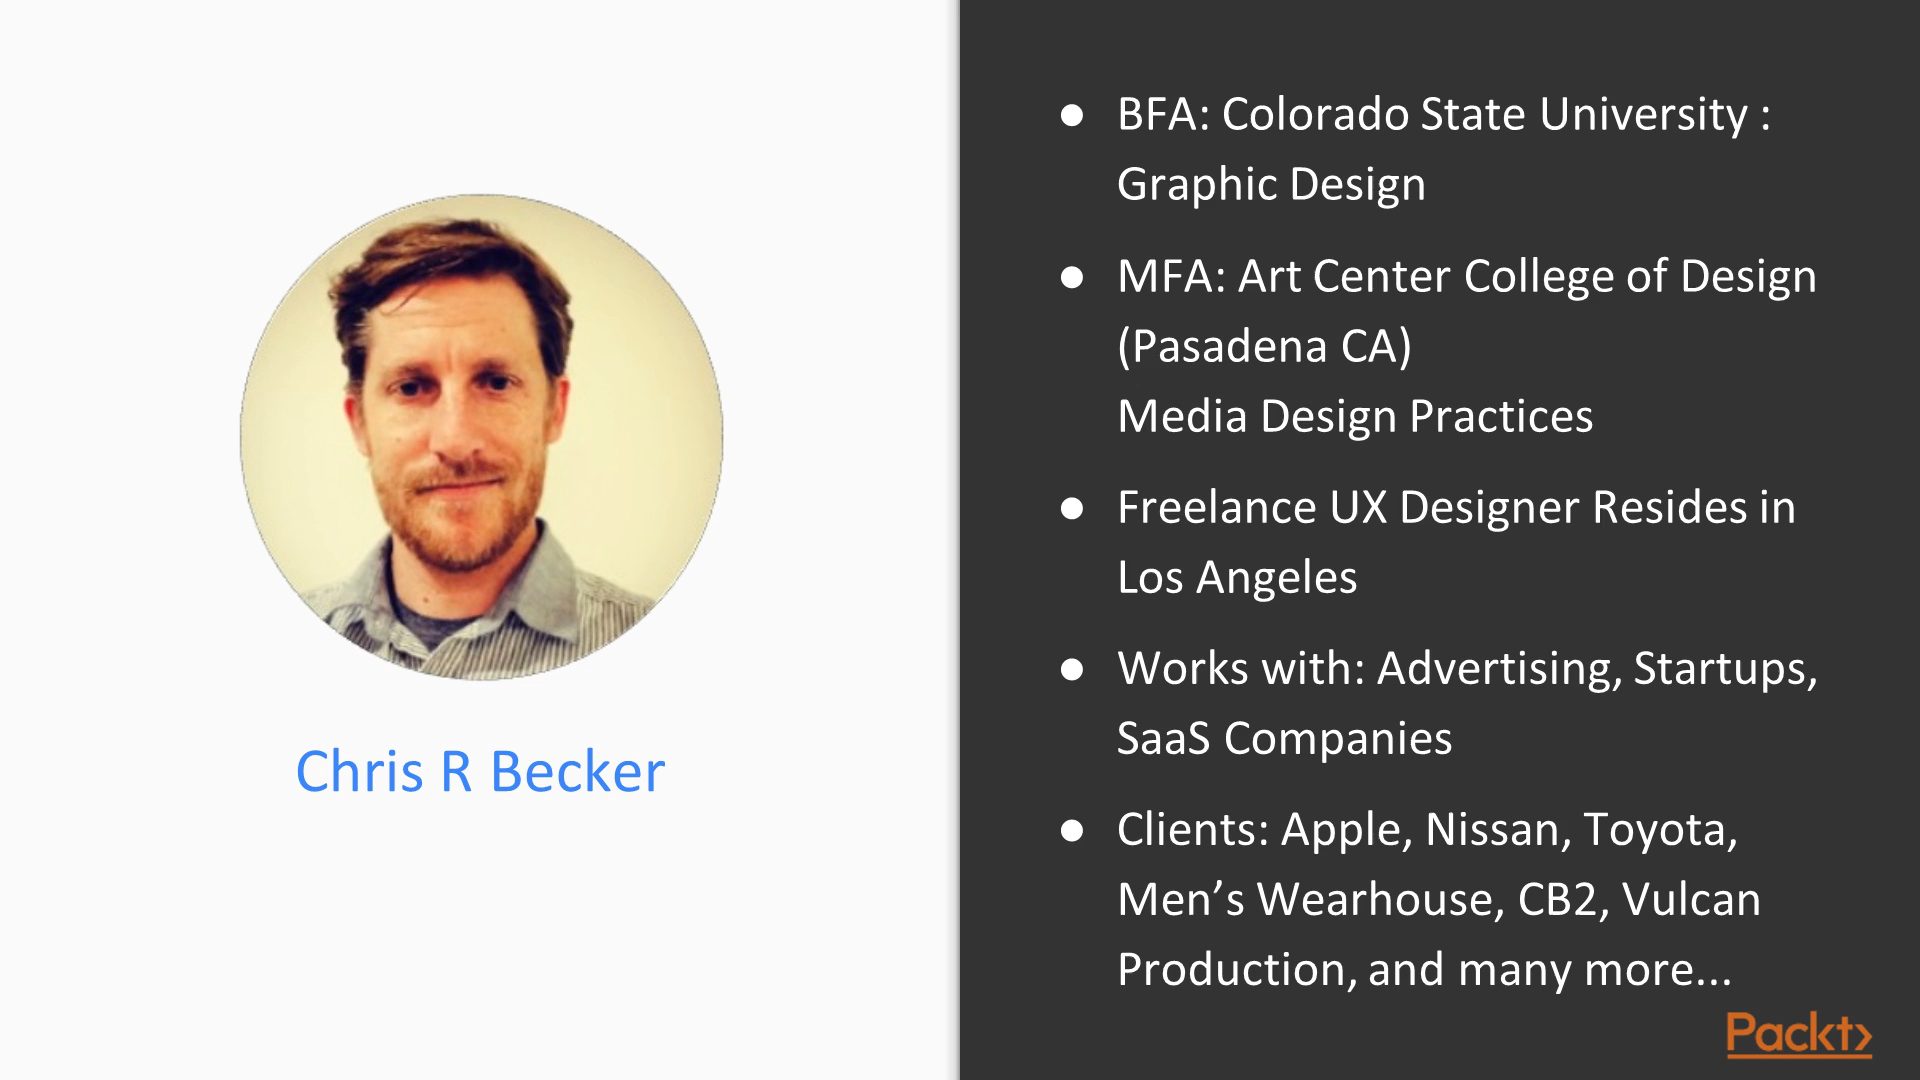 Chris R Becker
● BFA: Colorado State University :
Graphic Design
● MFA: Art Center College of Design
(Pasadena CA)
Media Design Practices
● Freelance UX Designer Resides in
Los Angeles
● Works with: Advertising, Startups,
SaaS Companies
● Clients: Apple, Nissan, Toyota,
Men’s Wearhouse, CB2, Vulcan
Production, and many more...
Packt>